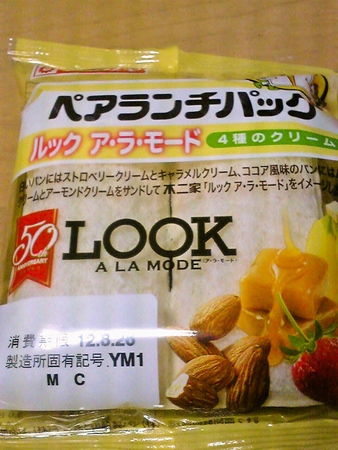 ペアランチパック
ルック ア・ラ・モード 4種のクリーム
いパンにはストロベリークリームとキャラメルクリーム、ココア風味のパンには
ームとアーモンドクリームをサンドして不二家「ルック ア・ラ・モード」をイメージし
50th
ANNIVERSARY
LOOK
A LA MODE
(ア・ラ・モード)
消費期限 12.8.26
製造所固有記号.YM1
M C